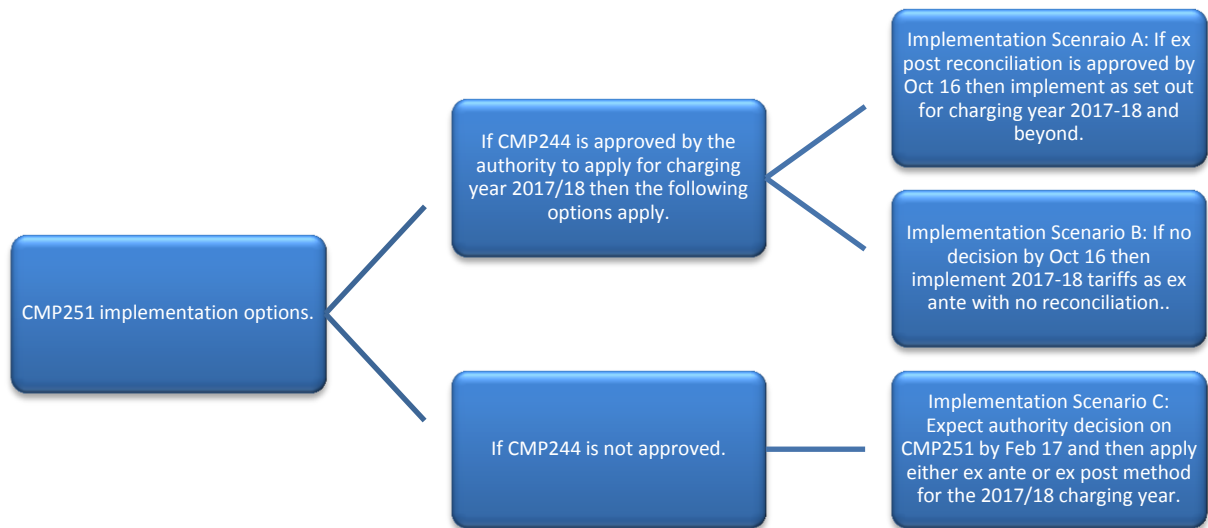 CMP251 implementation options.
If CMP244 is approved by the
authority to apply for charging
year 2017/18 then the following
options apply.
If CMP244 is not approved.
Implementation Scenraio A: If ex
post reconciliation is approved by
Oct 16 then implement as set out
for charging year 2017-18 and
beyond.
Implementation Scenario B: If no
decision by Oct 16 then
implement 2017-18 tariffs as ex
ante with no reconciliation..
Implementation Scenario C:
Expect authority decision on
CMP251 by Feb 17 and then apply
either ex ante or ex post method
for the 2017/18 charging year.